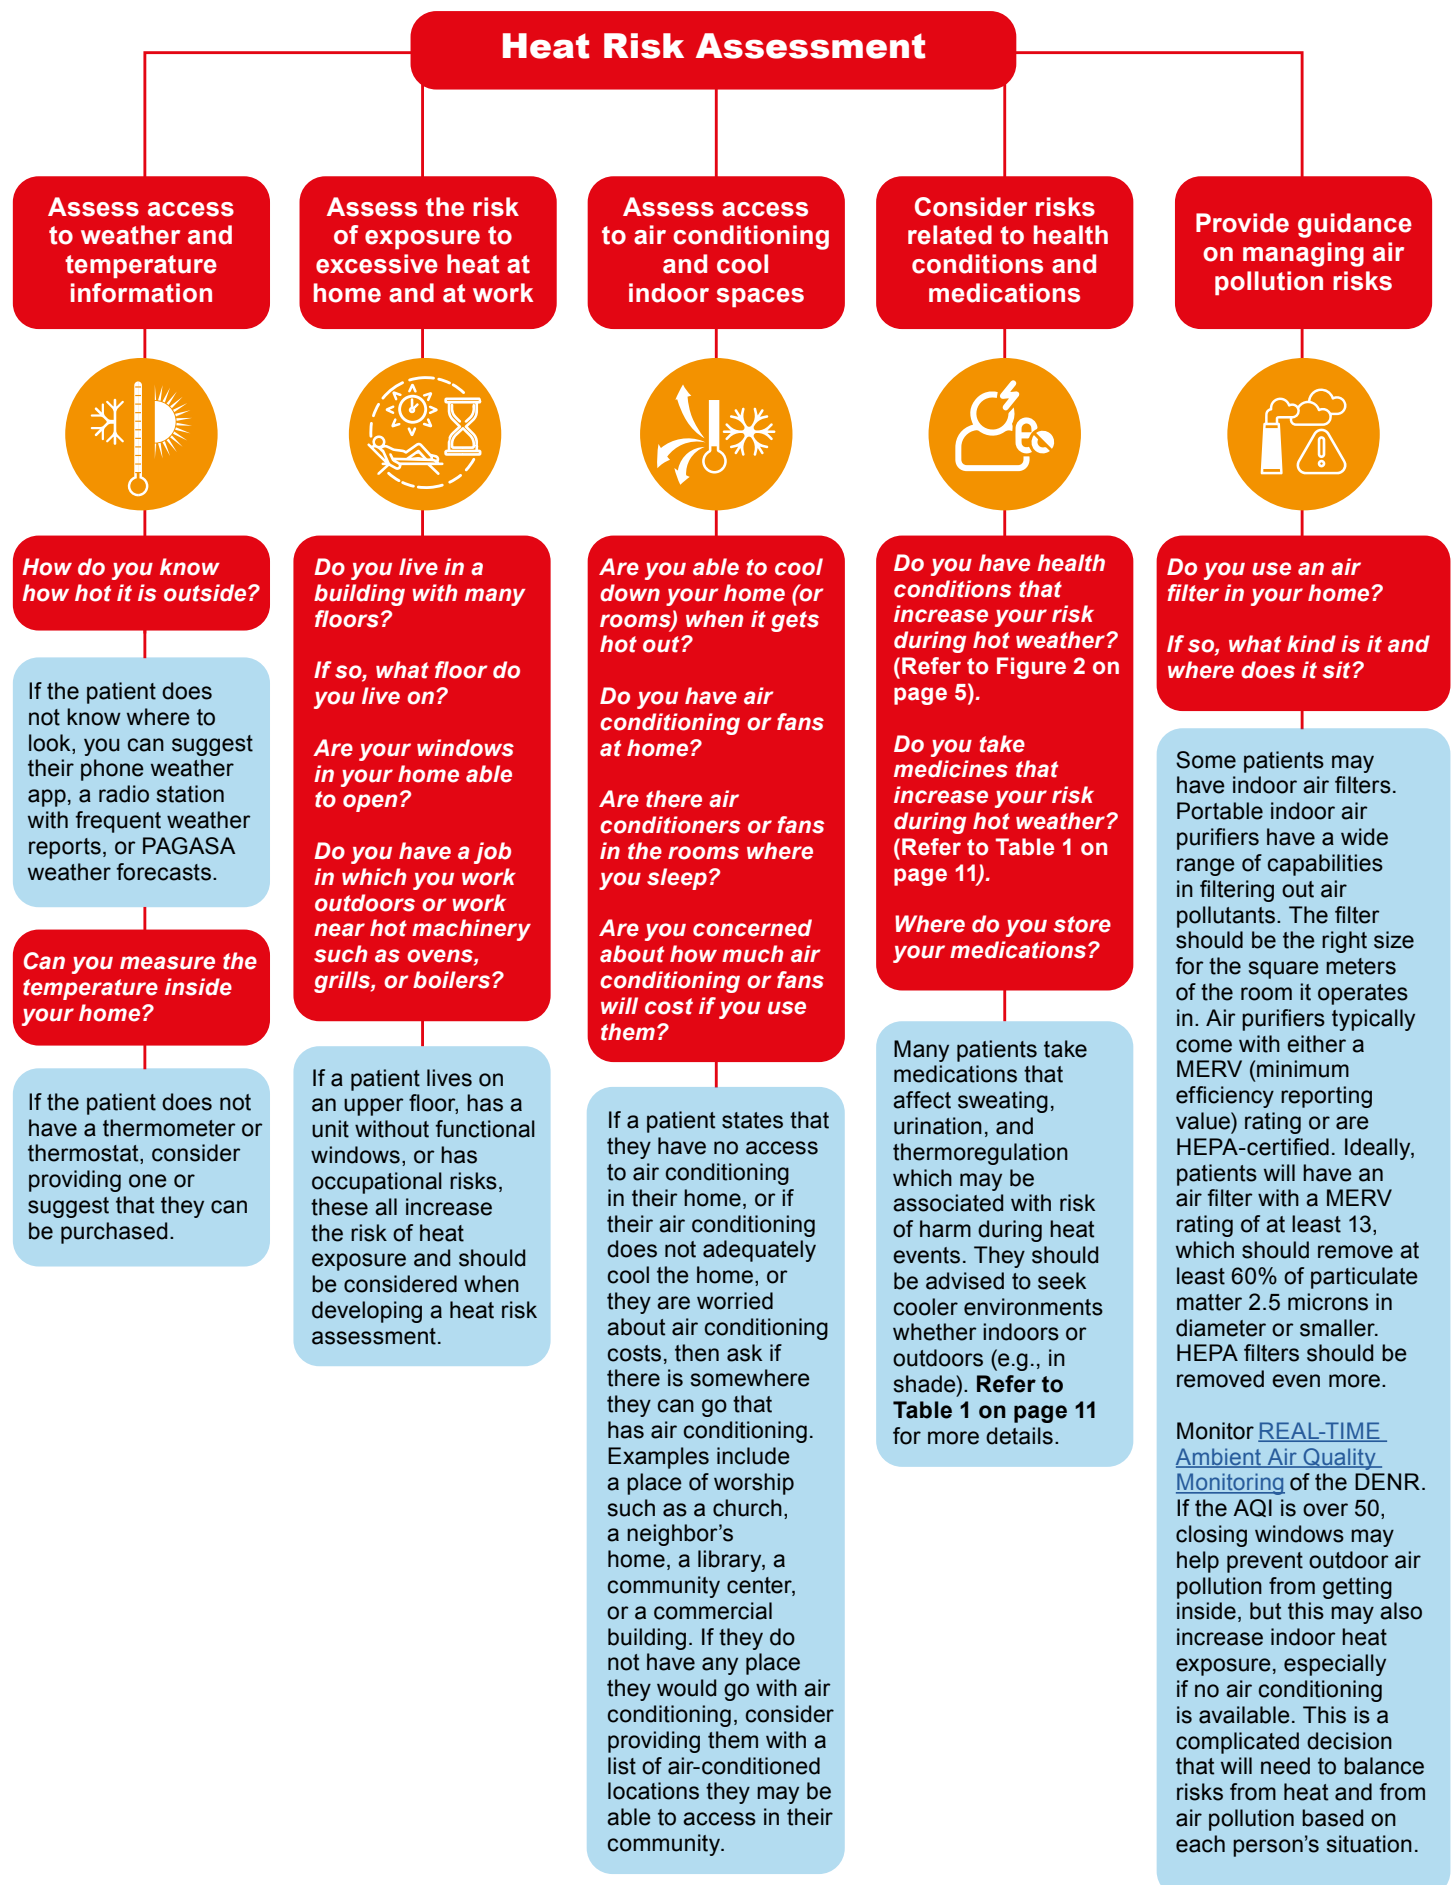 Heat Risk Assessment
Assess access
to weather and
temperature
information
How do you know
how hot it is outside?
If the patient does
not know where to
look, you can suggest
their phone weather
app, a radio station
with frequent weather
reports, or PAGASA
weather forecasts.
Can you measure the
temperature inside
your home?
If the patient does not
have a thermometer or
thermostat, consider
providing one or
suggest that they can
be purchased.
Assess the risk
of exposure to
excessive heat at
home and at work
Do you live in a
building with many
floors?
If so, what floor do
you live on?
Are your windows
in your home able
to open?
Do you have a job
in which you work
outdoors or work
near hot machinery
such as ovens,
grills, or boilers?
If a patient lives on
an upper floor, has a
unit without functional
windows, or has
occupational risks,
these all increase
the risk of heat
exposure and should
be considered when
developing a heat risk
assessment.
Assess access
to air conditioning
and cool
indoor spaces
Are you able to cool
down your home (or
rooms) when it gets
hot out?
Do you have air
conditioning or fans
at home?
Are there air
conditioners or fans
in the rooms where
you sleep?
Are you concerned
about how much air
conditioning or fans
will cost if you use
them?
If a patient states that
they have no access
to air conditioning
in their home, or if
their air conditioning
does not adequately
cool the home, or
they are worried
about air conditioning
costs, then ask if
there is somewhere
they can go that
has air conditioning.
Examples include
a place of worship
such as a church,
a neighbor's
home, a library, a
community center,
or a commercial
building. If they do
not have any place
they would go with air
conditioning, consider
providing them with a
list of air-conditioned
locations they may be
able to access in their
community.
Consider risks
related to health
conditions and
medications
Do you have health
conditions that
increase your risk
during hot weather?
(Refer to Figure 2 on
page 5).
Do you take
medicines that
increase your risk
during hot weather?
(Refer to Table 1 on
page 11).
Where do you store
your medications?
Many patients take
medications that
affect sweating,
urination, and
thermoregulation
which may be
associated with risk
of harm during heat
events. They should
be advised to seek
cooler environments
whether indoors or
outdoors (e.g., in
shade). Refer to
Table 1 on page 11
for more details.
Provide guidance
on managing air
pollution risks
Do you use an air
filter in your home?
If so, what kind is it and
where does it sit?
Some patients may
have indoor air filters.
Portable indoor air
purifiers have a wide
range of capabilities
in filtering out air
pollutants. The filter
should be the right size
for the square meters
of the room it operates
in. Air purifiers typically
come with either a
MERV (minimum
efficiency reporting
value) rating or are
HEPA-certified. Ideally,
patients will have an
air filter with a MERV
rating of at least 13,
which should remove at
least 60% of particulate
matter 2.5 microns in
diameter or smaller.
HEPA filters should be
removed even more.
Monitor REAL-TIME
Ambient Air Quality
Monitoring of the DENR.
If the AQI is over 50,
closing windows may
help prevent outdoor air
pollution from getting
inside, but this may also
increase indoor heat
exposure, especially
if no air conditioning
is available. This is a
complicated decision
that will need to balance
risks from heat and from
air pollution based on
each person's situation.